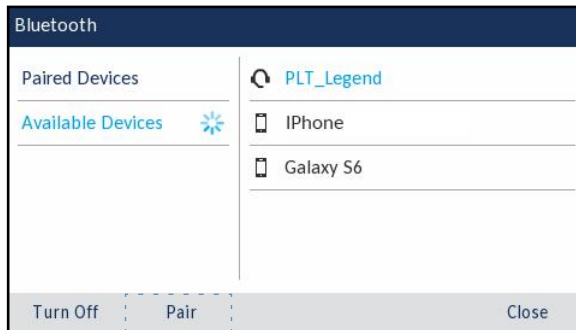 Bluetooth
Paired Devices
Available Devices
PLT_Legend
IPhone
Galaxy S6
Turn Off Pair Close